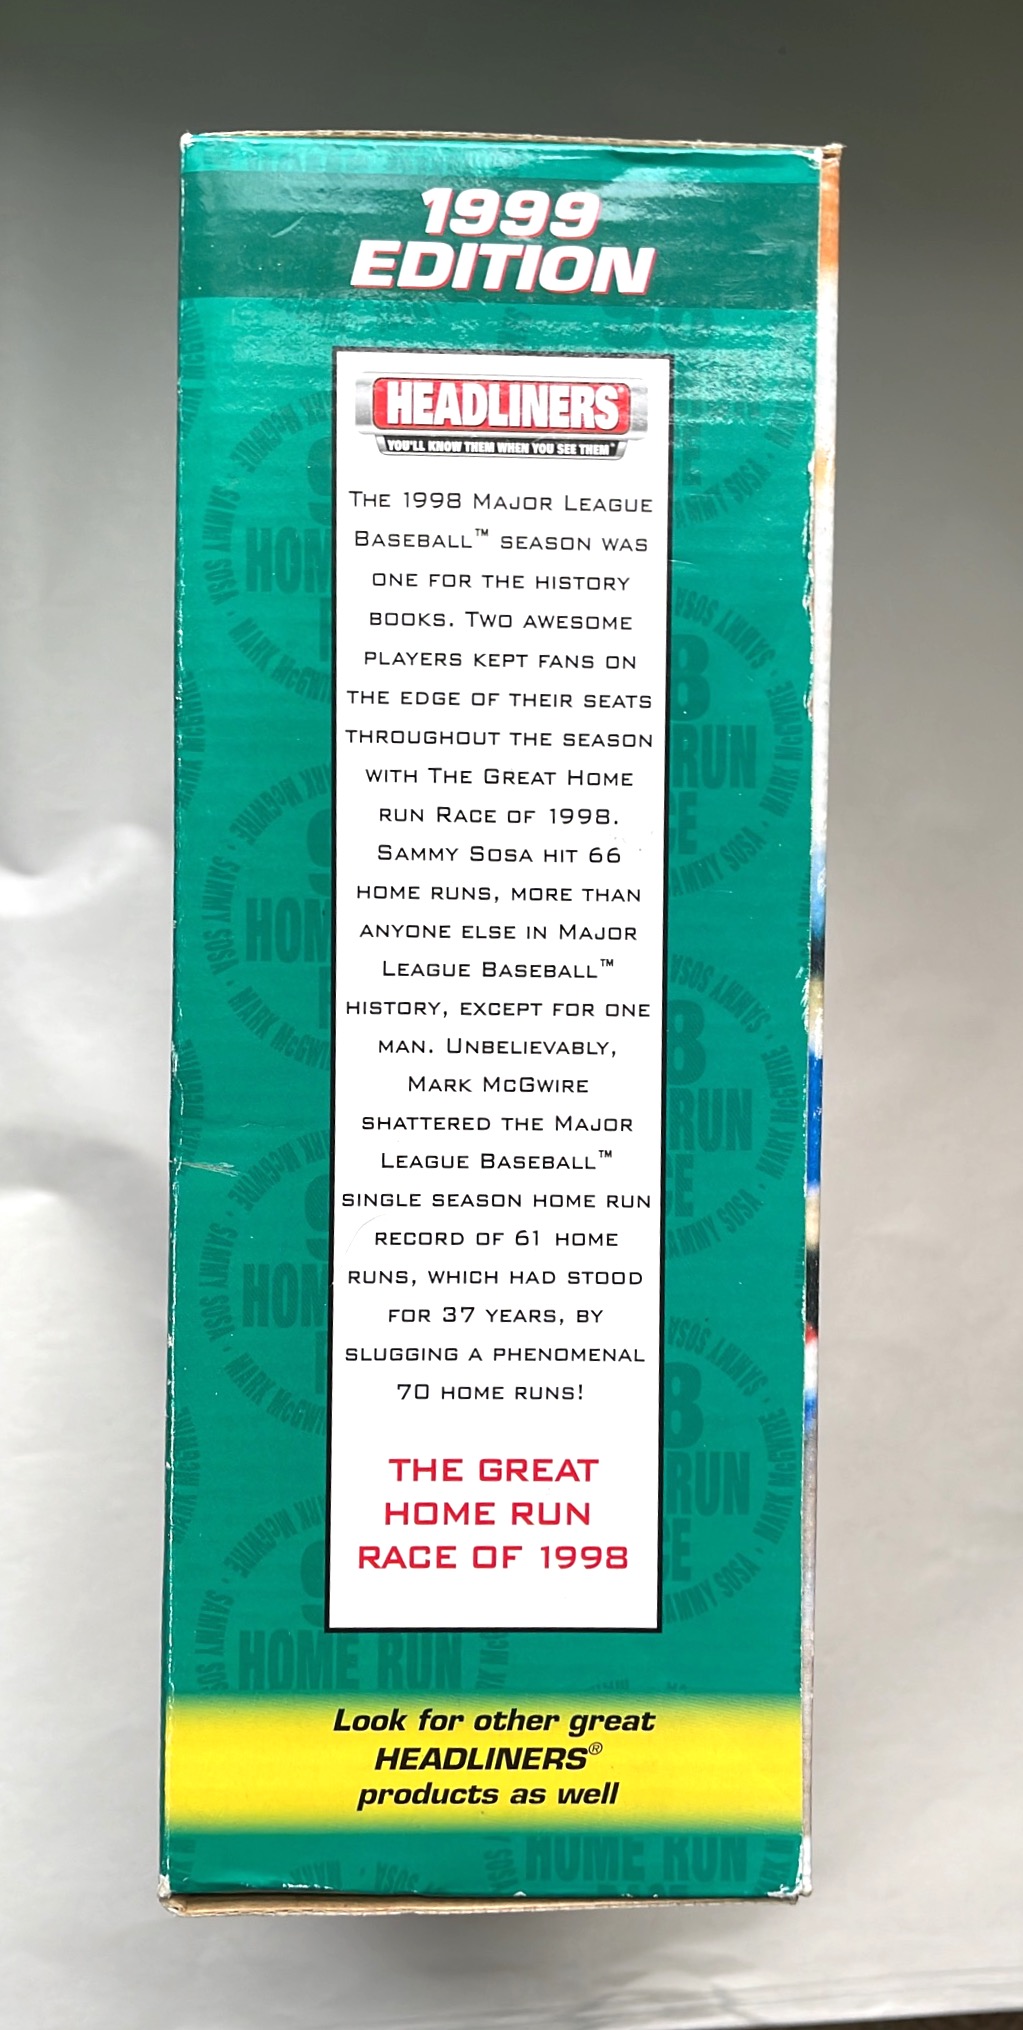 1999
EDITION
HEADLINERS
YOU'LL KNOW THEM WHEN YOU SEE THEM™
THE 1998 MAJOR LEAGUE
BASEBALL™ SEASON WAS
ONE FOR THE HISTORY
BOOKS. TWO AWESOME
PLAYERS KEPT FANS ON
THE EDGE OF THEIR SEATS
THROUGHOUT THE SEASON
WITH THE GREAT HOME
RUN RACE OF 1998.
SAMMY SOSA HIT 66
HOME RUNS, MORE THAN
ANYONE ELSE IN MAJOR
LEAGUE BASEBALL™
HISTORY, EXCEPT FOR ONE
MAN. UNBELIEVABLY,
MARK MCGWIRE
SHATTERED THE MAJOR
LEAGUE BASEBALL™
SINGLE SEASON HOME RUN
RECORD OF 61 HOME
RUNS, WHICH HAD STOOD
FOR 37 YEARS, BY
SLUGGING A PHENOMENAL
70 HOME RUNS!
THE GREAT
HOME RUN
RACE OF 1998
HOME RUN
Look for other great
HEADLINERS®
products as well
HOME RUN